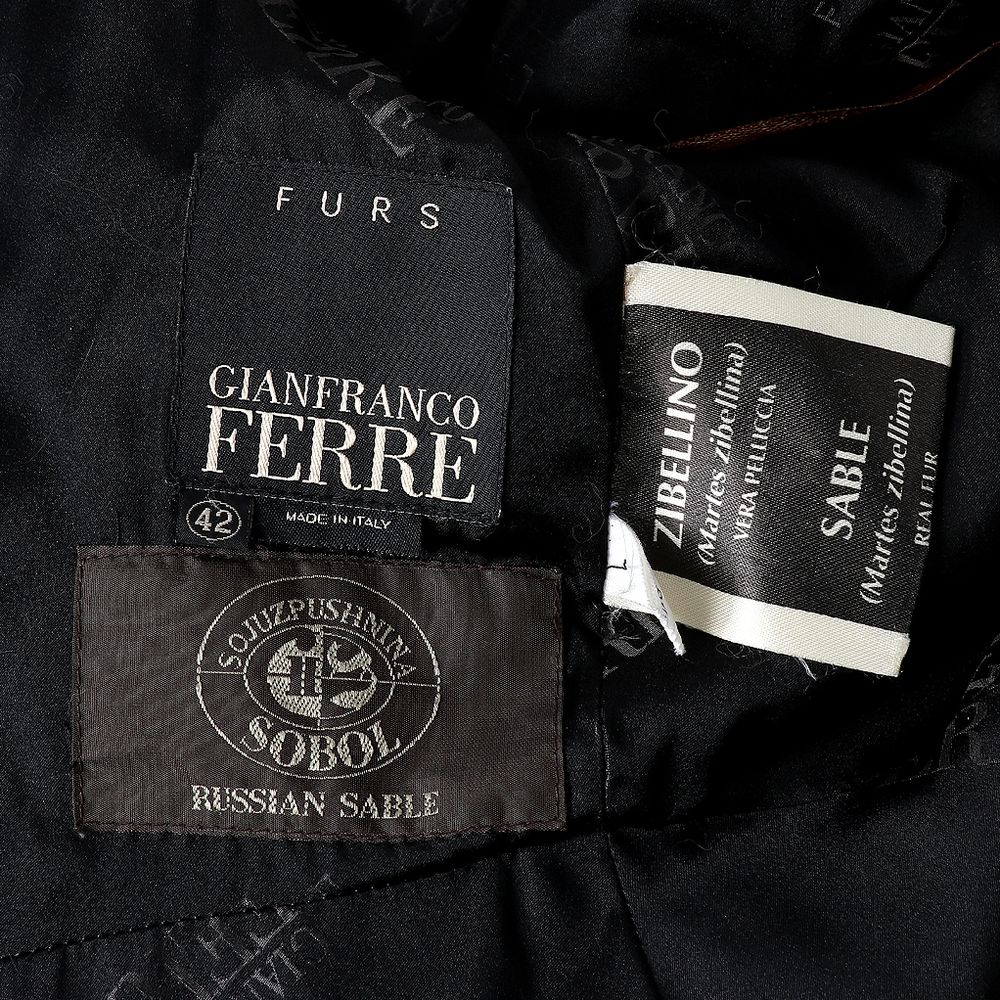 FURS
GIANFRANCO
FERRE
42
MADE IN ITALY
SOJUZPUSHNINA
SOBOL
RUSSIAN SABLE
ZIBELLINO
(Martes zibellina)
VERA PELLICCIA
SABLE
(Martes zibellina)
REAL FUR
L